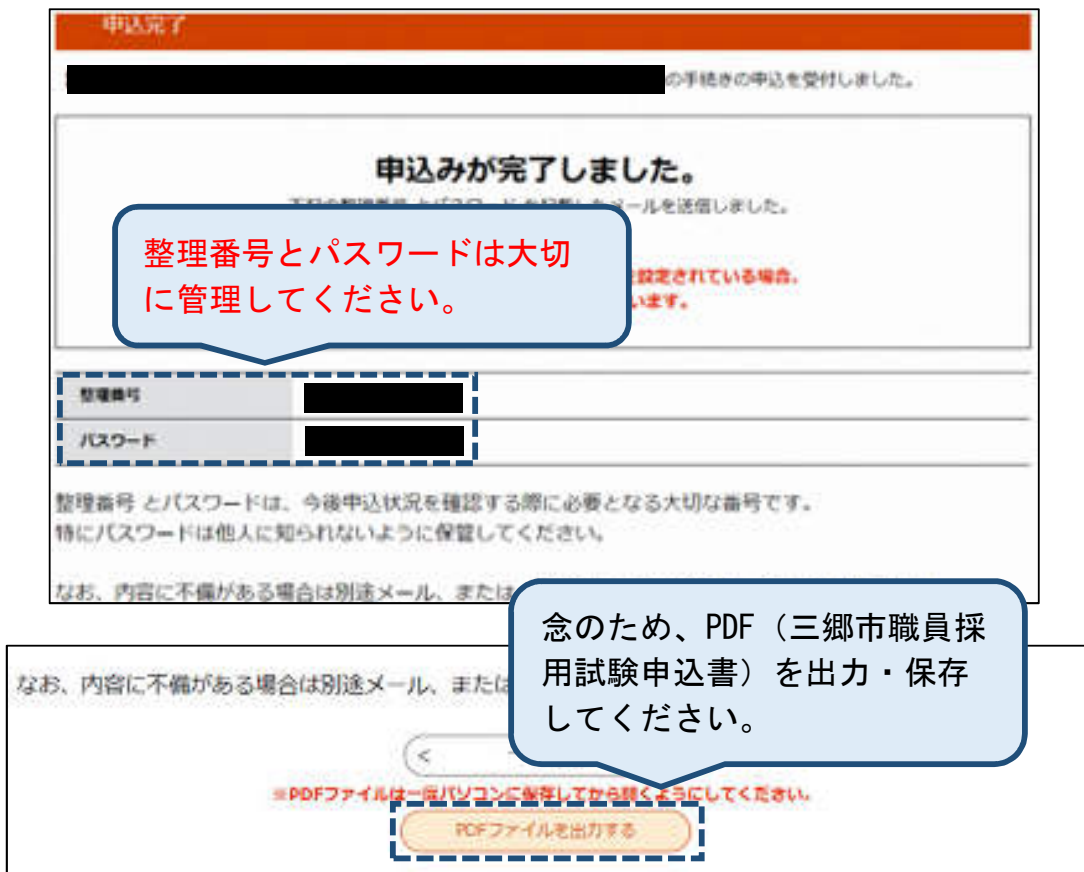 申込完了
の手続きの申込を受付しました。
申込みが完了しました。
ールを送信しました。
整理番号とパスワードは大切
に管理してください。
設定されている場合、
います。
整理番号
パスワード
整理番号 とパスワードは、今後申込状況を確認する際に必要となる大切な番号です。
特にパスワードは他人に知られないように保管してください。
なお、内容に不備がある場合は別途メール、または
念のため、PDF（三郷市職員採
用試験申込書）を出力・保存
してください。
なお、内容に不備がある場合は別途メール、または
<
※PDFファイルは一度パソコンに保存してから開くようにしてください。
PDFファイルを出力する